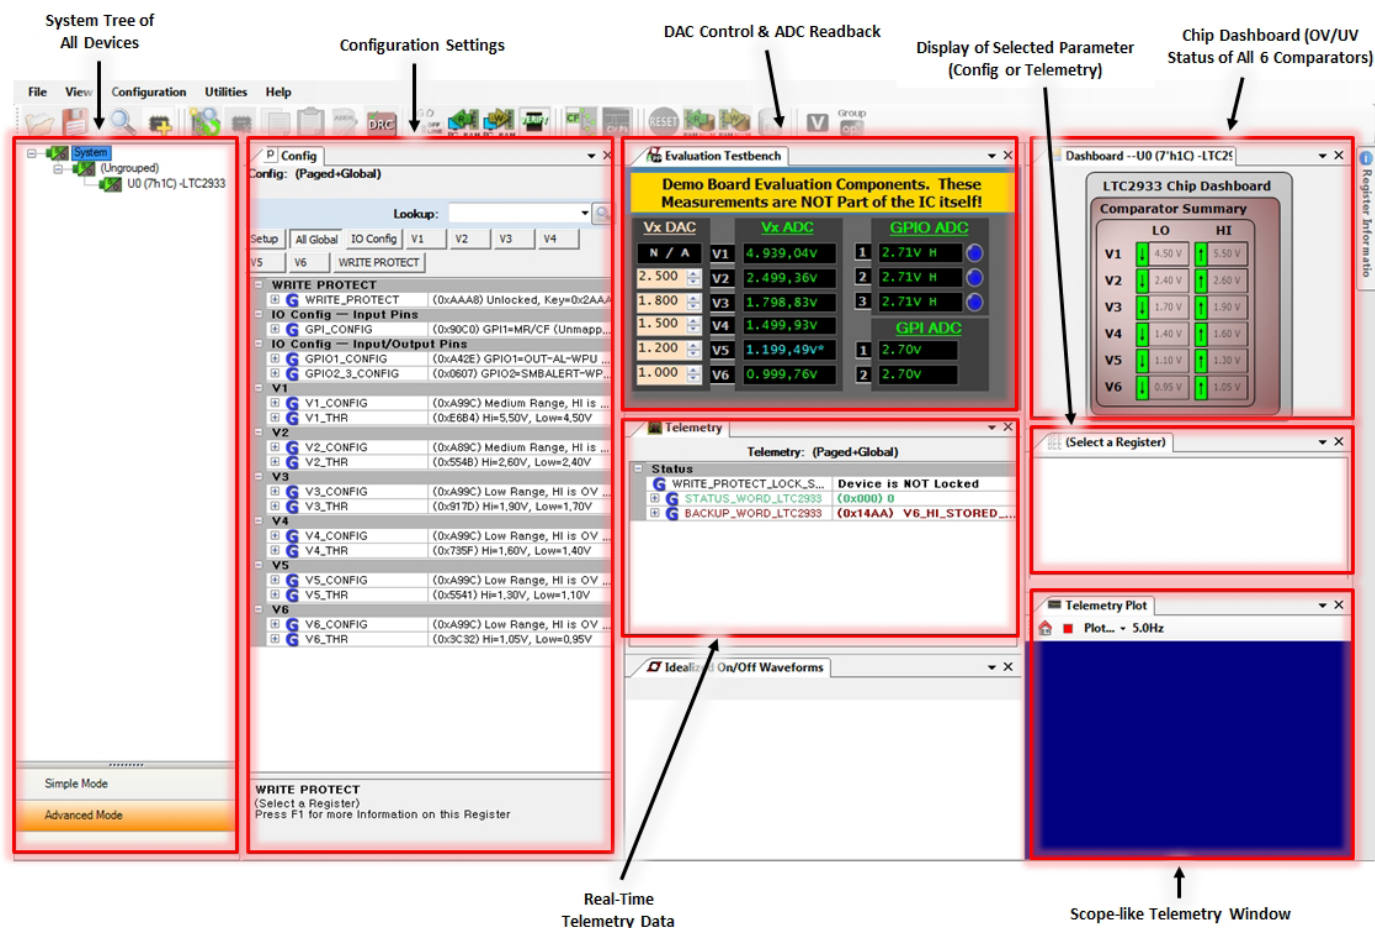 System Tree of
All Devices
Configuration Settings
DAC Control & ADC Readback
Display of Selected Parameter
(Config or Telemetry)
Chip Dashboard (OV/UV
Status of All 6 Comparators)
File View Configuration Utilities Help
DRC
VERIFY
RESET
Group
System
(Ungrouped)
U0 (7'h1C) -LTC2933
Simple Mode
Advanced Mode
Config
Config: (Paged+Global)
Lookup:
Setup All Global IO Config V1 V2 V3 V4
V5 V6 WRITE PROTECT
WRITE PROTECT
WRITE_PROTECT (0xAAA8) Unlocked, Key=0x2AAA
IO Config — Input Pins
GPI_CONFIG (0x90C0) GPI1=MR/CF (Unmapp...
IO Config — Input/Output Pins
GPIO1_CONFIG (0xA42E) GPIO1=OUT-AL-WPU ...
GPIO2_3_CONFIG (0x0607) GPIO2=SMBALERT-WP...
V1
V1_CONFIG (0xA99C) Medium Range, HI is ...
V1_THR (0xE6B4) Hi=5,50V, Low=4,50V
V2
V2_CONFIG (0xA89C) Medium Range, HI is ...
V2_THR (0x554B) Hi=2,60V, Low=2,40V
V3
V3_CONFIG (0xA99C) Low Range, HI is OV ...
V3_THR (0x917D) Hi=1,90V, Low=1,70V
V4
V4_CONFIG (0xA99C) Low Range, HI is OV ...
V4_THR (0x735F) Hi=1,60V, Low=1,40V
V5
V5_CONFIG (0xA99C) Low Range, HI is OV ...
V5_THR (0x5541) Hi=1,30V, Low=1,10V
V6
V6_CONFIG (0xA99C) Low Range, HI is OV ...
V6_THR (0x3C32) Hi=1,05V, Low=0,95V
WRITE PROTECT
(Select a Register)
Press F1 for more Information on this Register
Evaluation Testbench
Demo Board Evaluation Components. These
Measurements are NOT Part of the IC itself!
Vx DAC Vx ADC GPIO ADC
N / A V1 4.939,04V 1 2.71V H
2.500 V2 2.499,36V 2 2.71V H
1.800 V3 1.798,83V 3 2.71V H
1.500 V4 1.499,93V GPI ADC
1.200 V5 1.199,49V* 1 2.70V
1.000 V6 0.999,76V 2 2.70V
Telemetry
Telemetry: (Paged+Global)
Status
WRITE_PROTECT_LOCK_S... Device is NOT Locked
STATUS_WORD_LTC2933 (0x000) 0
BACKUP_WORD_LTC2933 (0x14AA) V6_HI_STORED_...
Idealized On/Off Waveforms
Dashboard --U0 (7'h1C) -LTC29
LTC2933 Chip Dashboard
Comparator Summary
LO HI
V1 4.50 V 5.50 V
V2 2.40 V 2.60 V
V3 1.70 V 1.90 V
V4 1.40 V 1.60 V
V5 1.10 V 1.30 V
V6 0.95 V 1.05 V
(Select a Register)
Telemetry Plot
Plot... 5.0Hz
Register Informatio
Real-Time
Telemetry Data
Scope-like Telemetry Window